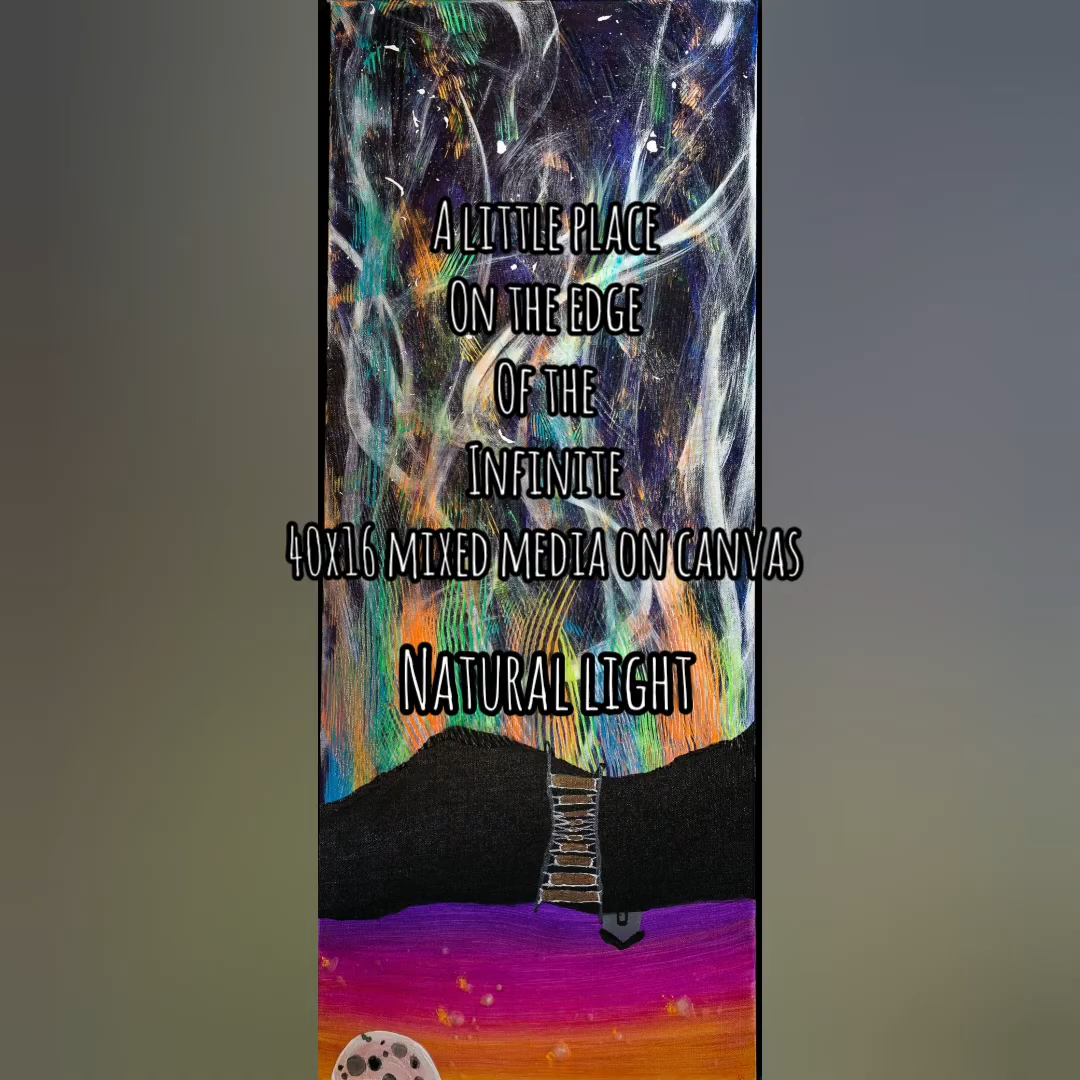 A little place
On the edge
Of the
Infinite
40x16 mixed media on canvas
Natural light